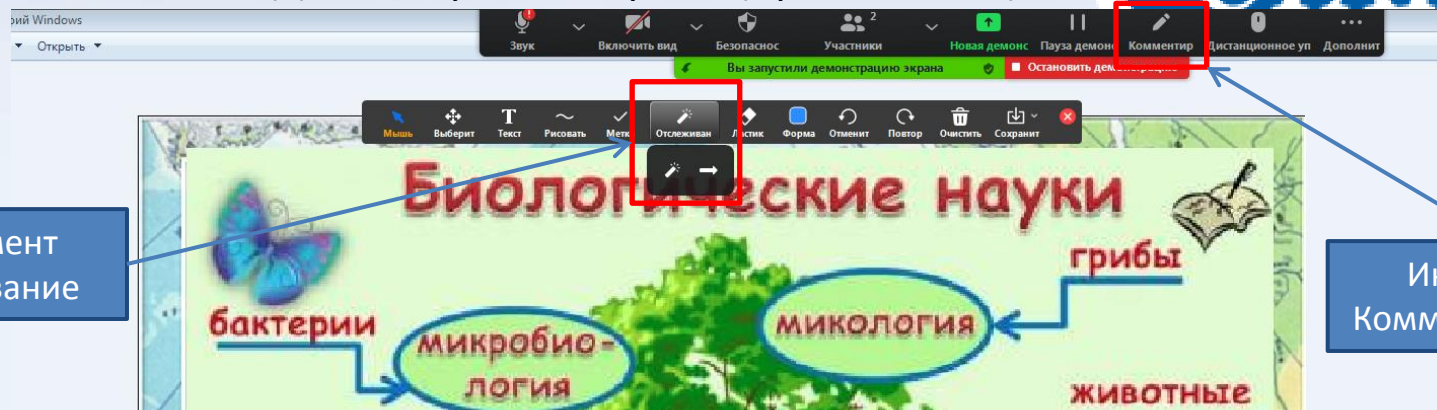 рий Windows
Открыть
Звук
Включить вид
Безопаснос
Участники
2
Новая демонс
Пауза демонс
Комментир
Дистанционное уп
Дополнит
Вы запустили демонстрацию экрана
Остановить демонстрацию
Мышь
Выберит
Текст
Рисовать
Метк
Отслеживан
Ластик
Форма
Отменит
Повтор
Очистить
Сохранит
Биологические науки
мент
вание
Ин
Комм
грибы
бактерии
микология
микробио-
логия
животные